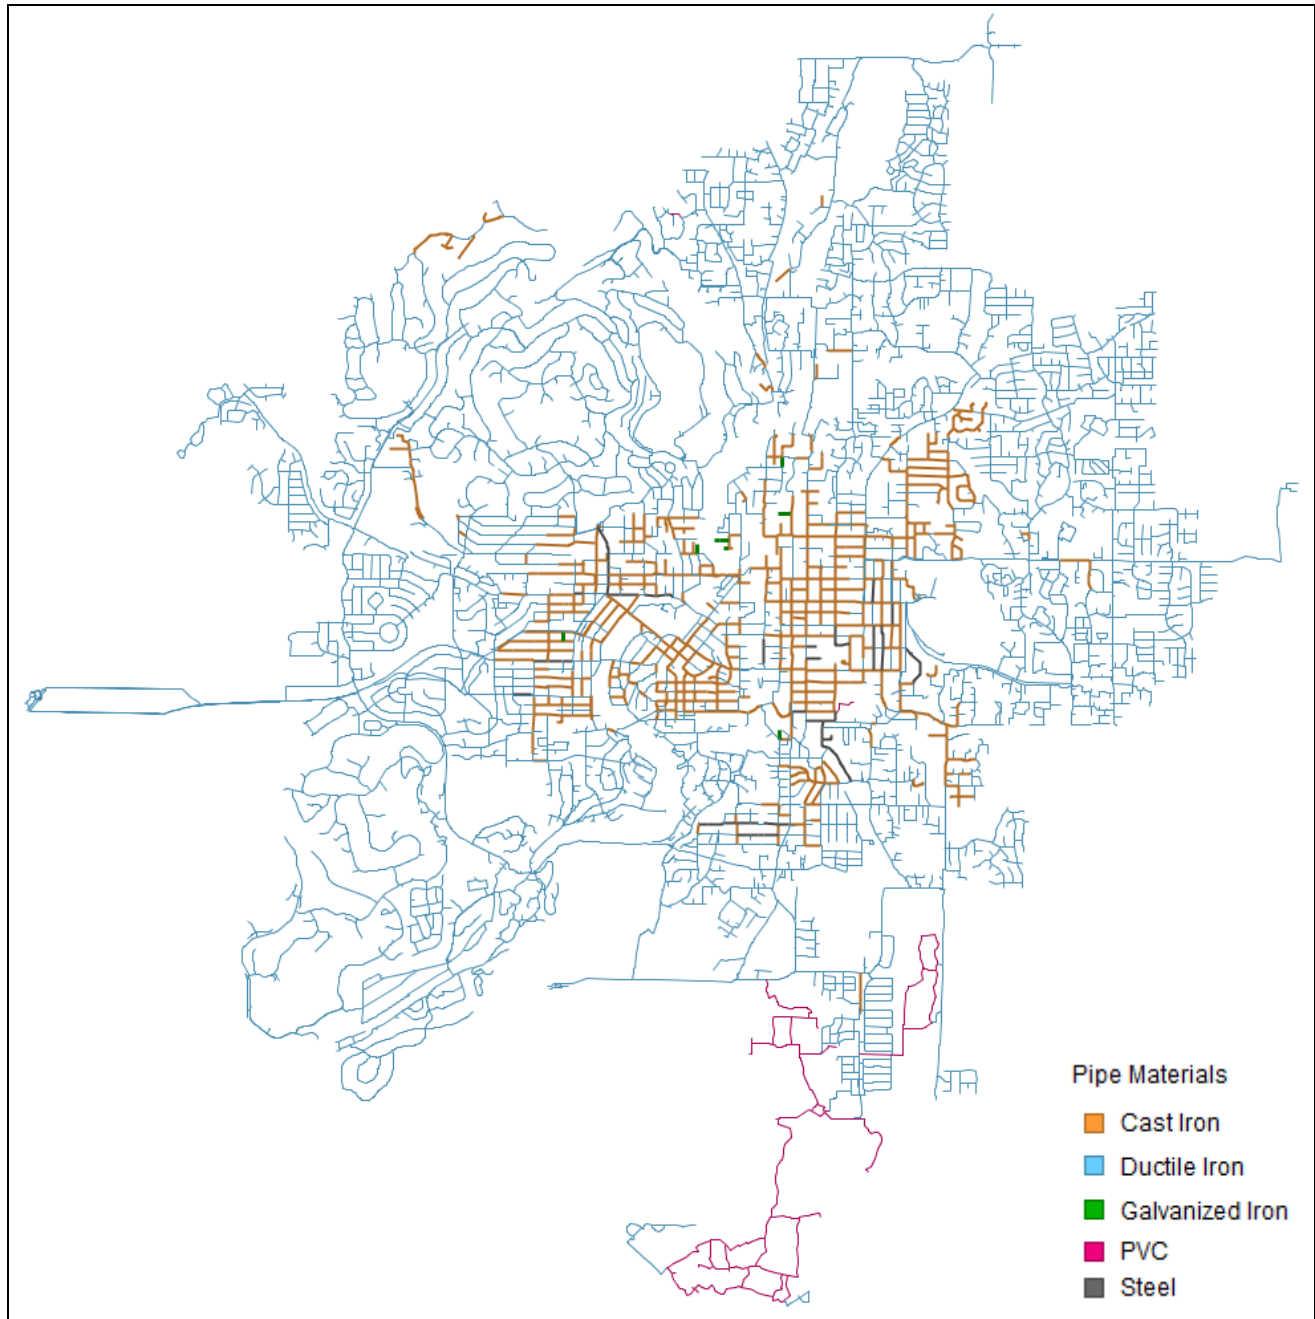 Pipe Materials
Cast Iron
Ductile Iron
Galvanized Iron
PVC
Steel